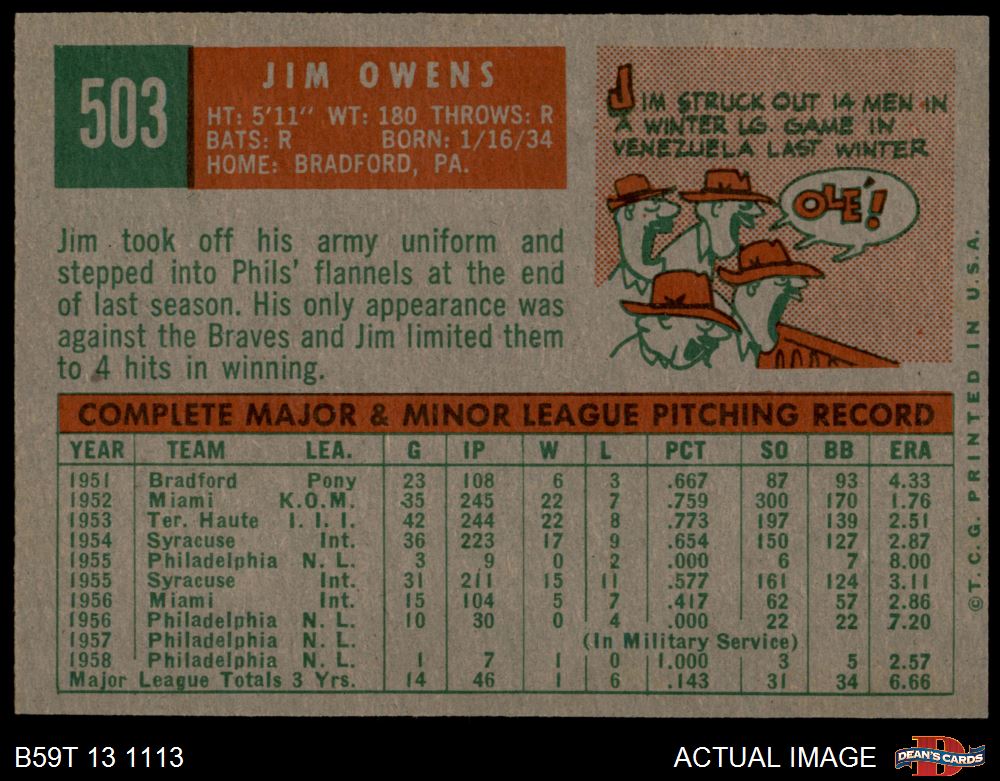 503
JIM OWENS
HT: 5'11" WT: 180 THROWS: R
BATS: R BORN: 1/16/34
HOME: BRADFORD, PA.
JIM STRUCK OUT 14 MEN IN
A WINTER LG. GAME IN
VENEZUELA LAST WINTER
OLÉ!
Jim took off his army uniform and
stepped into Phils' flannels at the end
of last season. His only appearance was
against the Braves and Jim limited them
to 4 hits in winning.
COMPLETE MAJOR & MINOR LEAGUE PITCHING RECORD
YEAR TEAM LEA. G IP W L PCT SO BB ERA
1951 Bradford Pony 23 108 6 3 .667 87 93 4.33
1952 Miami K.O.M. 35 245 22 7 .759 300 170 1.76
1953 Ter. Haute I. I. I. 42 244 22 8 .773 197 139 2.51
1954 Syracuse Int. 36 223 17 9 .654 150 127 2.87
1955 Philadelphia N. L. 3 9 0 2 .000 6 7 8.00
1955 Syracuse Int. 31 211 15 11 .577 161 124 3.11
1956 Miami Int. 15 104 5 7 .417 62 57 2.86
1956 Philadelphia N. L. 10 30 0 4 .000 22 22 7.20
1957 Philadelphia N. L. (In Military Service)
1958 Philadelphia N. L. 1 7 1 0 1.000 3 5 2.57
Major League Totals 3 Yrs. 14 46 1 6 .143 31 34 6.66
©T. C. G. PRINTED IN U.S.A.
B59T 13 1113
ACTUAL IMAGE
D
DEAN'S CARDS